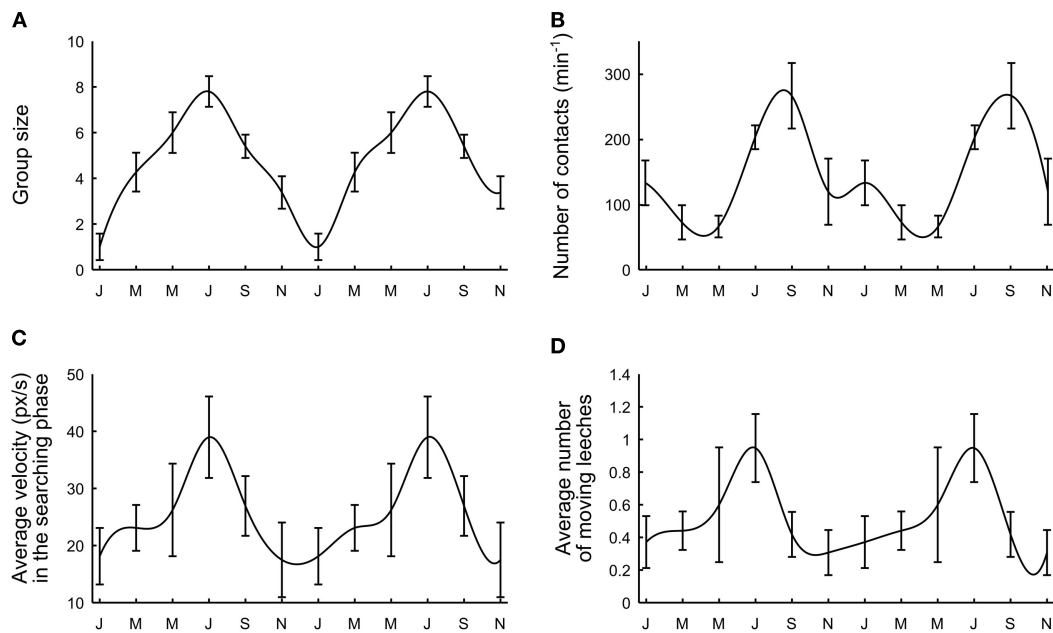 A
Group size
10
8
6
4
2
0
J M M J S N J M J S N
B
Number of contacts (min⁻¹)
300
200
100
0
J M M J S N J M M J S N
C
Average velocity (px/s)
in the searching phase
50
40
30
20
10
J M M J S N J M M J S N
D
Average number
of moving leeches
1.4
1.2
1
0.8
0.6
0.4
0.2
0
J M M J S N J M M J S N